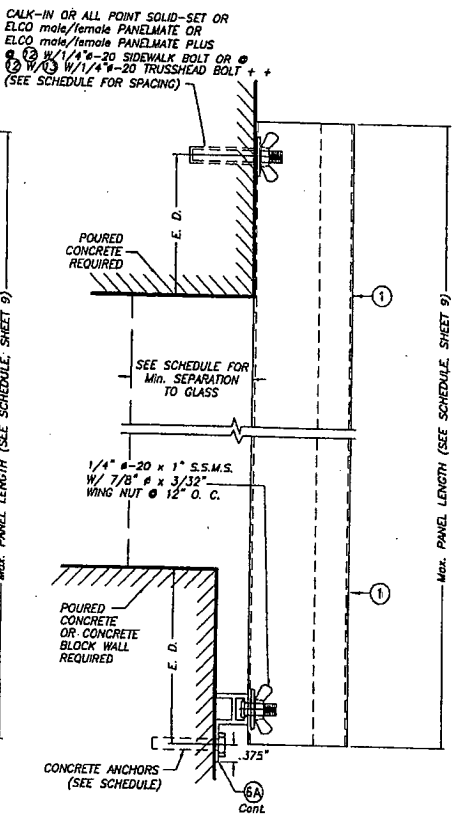 CALK-IN OR ALL POINT SOLID-SET OR
ELCO male/female PANELMATE OR
ELCO male/female PANELMATE PLUS
@ 12 W/1/4"ø-20 SIDEWALK BOLT OR @
12 W/13 W/1/4"ø-20 TRUSSHEAD BOLT + +
(SEE SCHEDULE FOR SPACING)
E. D.
POURED
CONCRETE
REQUIRED
1
SEE SCHEDULE FOR
Min. SEPARATION
TO GLASS
Max. PANEL LENGTH (SEE SCHEDULE, SHEET 9)
Max. PANEL LENGTH (SEE SCHEDULE, SHEET 9)
1/4" ø-20 x 1" S.S.M.S.
W/ 7/8" ø x 3/32"
WING NUT @ 12" O. C.
1
POURED
CONCRETE
OR CONCRETE
BLOCK WALL
REQUIRED
E. D.
.375"
CONCRETE ANCHORS
(SEE SCHEDULE)
6A
Cont.